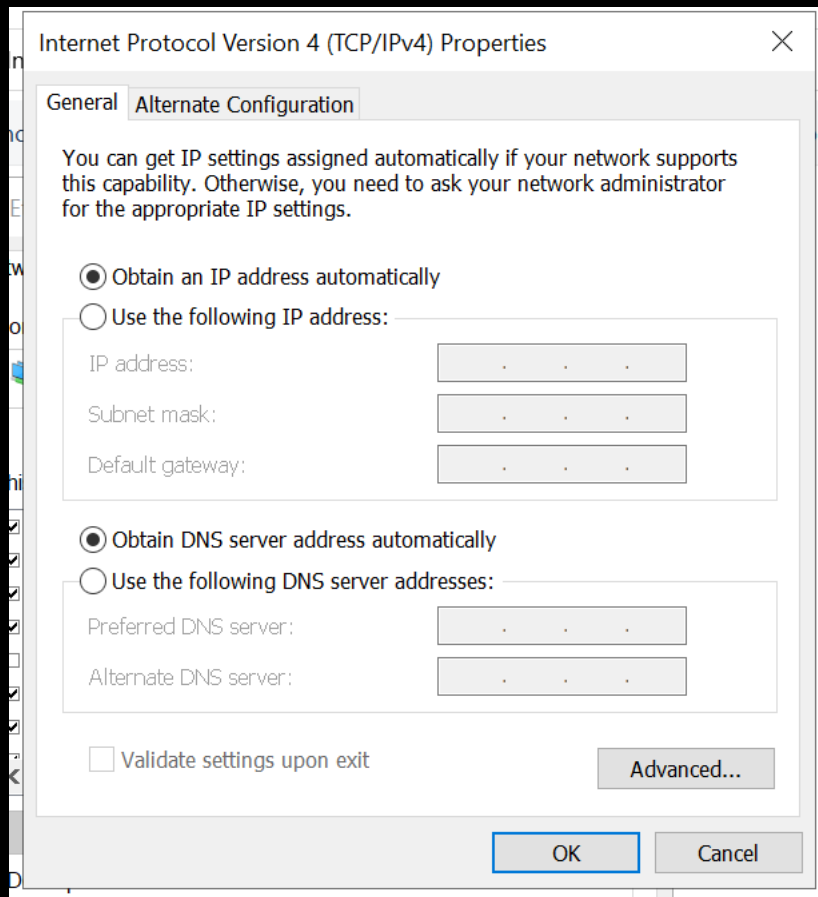 Internet Protocol Version 4 (TCP/IPv4) Properties
General
Alternate Configuration
You can get IP settings assigned automatically if your network supports
this capability. Otherwise, you need to ask your network administrator
for the appropriate IP settings.
Obtain an IP address automatically
Use the following IP address:
IP address:
Subnet mask:
Default gateway:
Obtain DNS server address automatically
Use the following DNS server addresses:
Preferred DNS server:
Alternate DNS server:
Validate settings upon exit
Advanced...
OK
Cancel